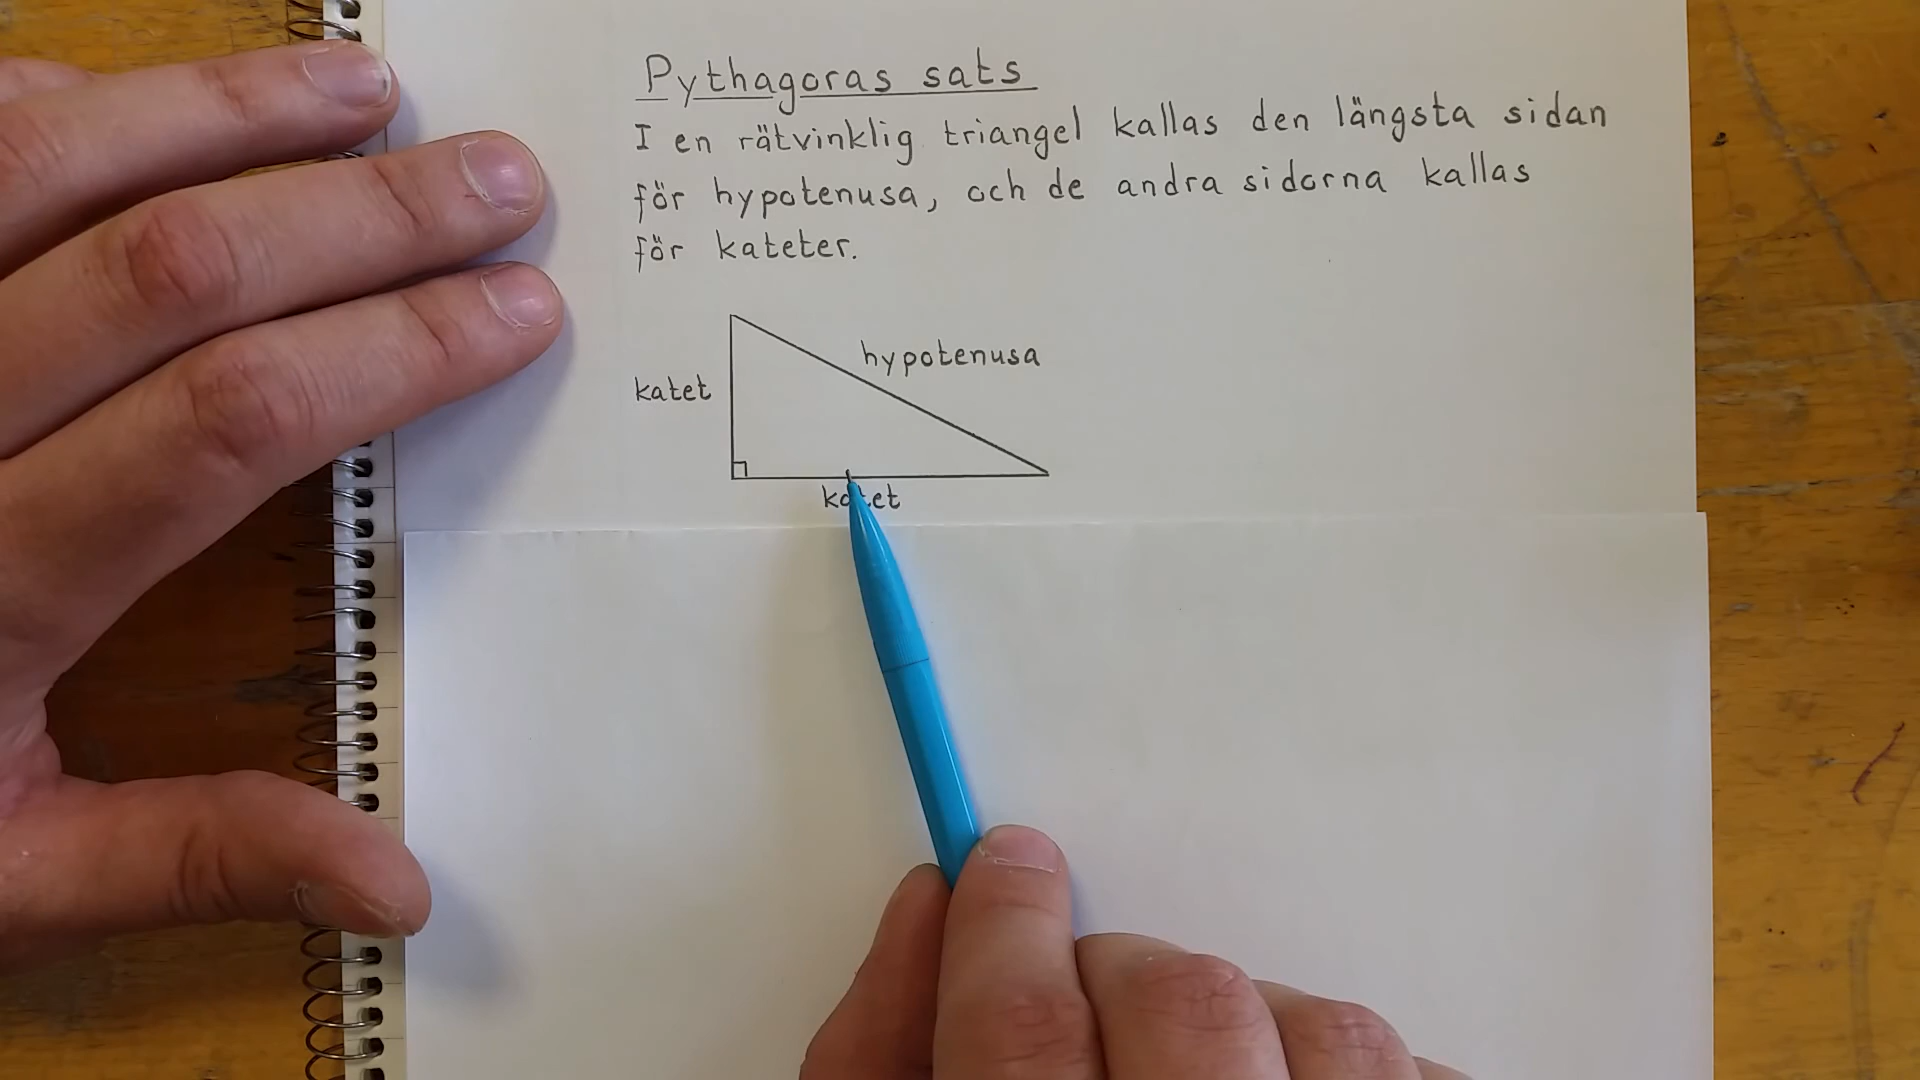 Pythagoras sats
I en rätvinklig triangel kallas den längsta sidan
för hypotenusa, och de andra sidorna kallas
för kateter.
hypotenusa
katet
katet